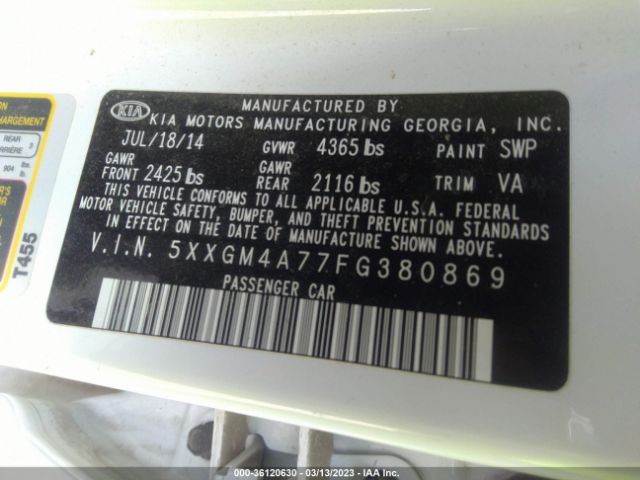 MANUFACTURED BY
KIA KIA MOTORS MANUFACTURING GEORGIA, INC.
JUL/18/14 GVWR 4365 lbs PAINT SWP
GAWR FRONT 2425 lbs GAWR REAR 2116 lbs TRIM VA
THIS VEHICLE CONFORMS TO ALL APPLICABLE U.S.A. FEDERAL
MOTOR VEHICLE SAFETY, BUMPER, AND THEFT PREVENTION STANDARDS
IN EFFECT ON THE DATE OF MANUFACTURE SHOWN ABOVE.
V.I.N. 5XXGM4A77FG380869
PASSENGER CAR
T455
REAR 3
904
lbs.
000-36120630 - 03/13/2023 - IAA Inc.